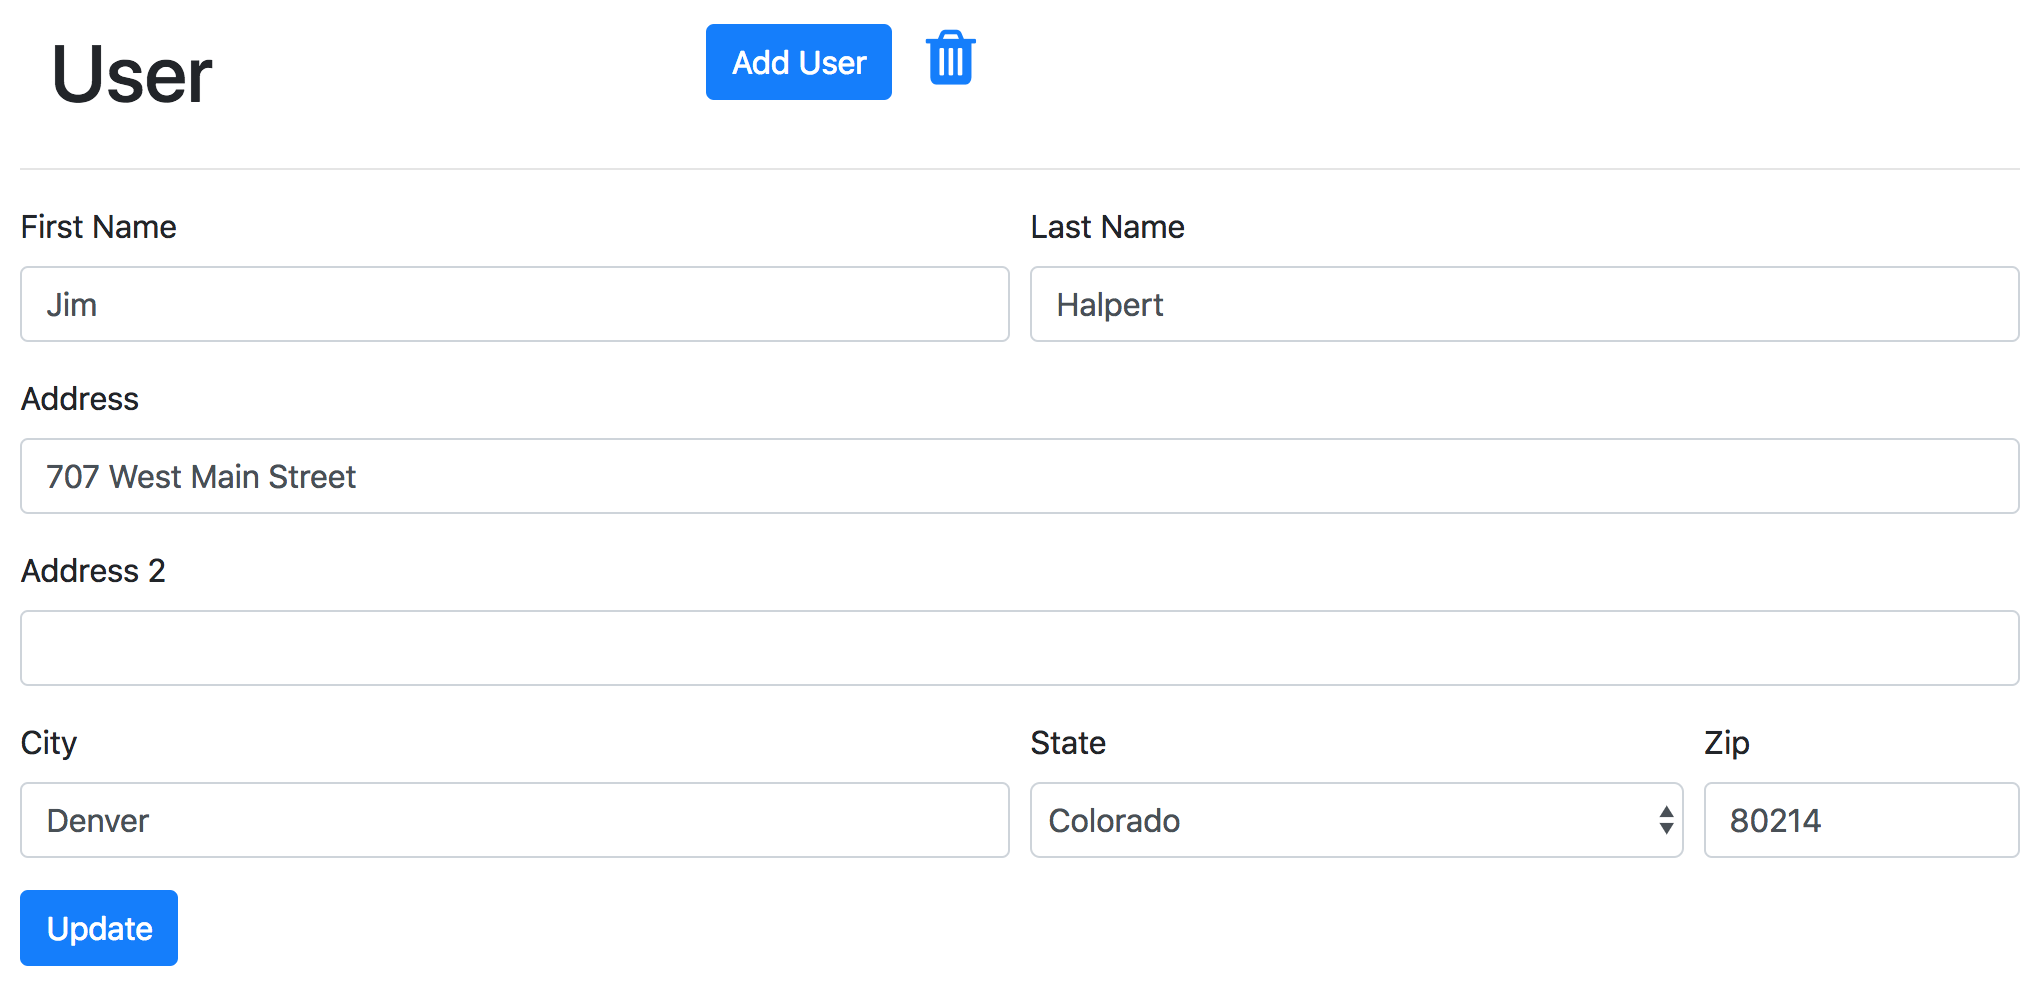 User
Add User
First Name
Last Name
Jim
Halpert
Address
707 West Main Street
Address 2
City
State
Zip
Denver
Colorado
80214
Update